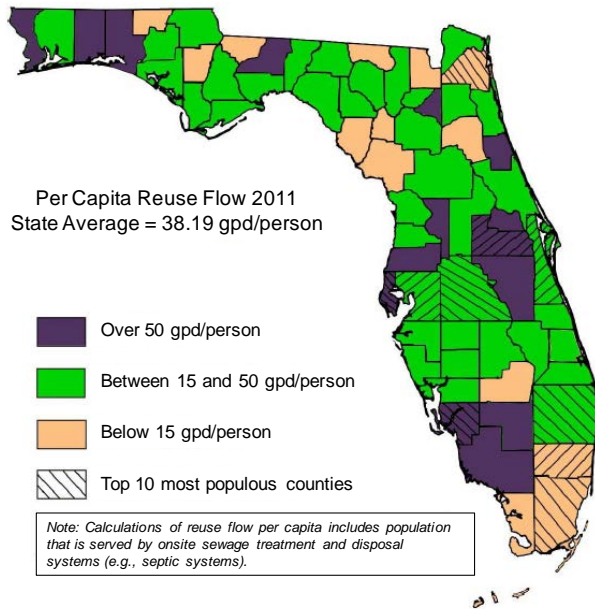 Per Capita Reuse Flow 2011
State Average = 38.19 gpd/person
Over 50 gpd/person
Between 15 and 50 gpd/person
Below 15 gpd/person
Top 10 most populous counties
Note: Calculations of reuse flow per capita includes population
that is served by onsite sewage treatment and disposal
systems (e.g., septic systems).